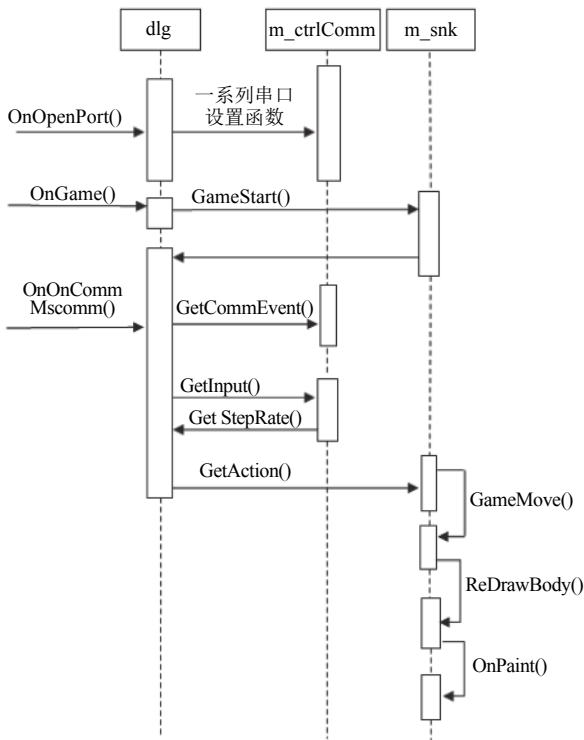 dlg
m_ctrlComm
m_snk
一系列串口
设置函数
OnOpenPort()
OnGame()
GameStart()
OnOnComm
Mscomm()
GetCommEvent()
GetInput()
Get StepRate()
GetAction()
GameMove()
ReDrawBody()
OnPaint()